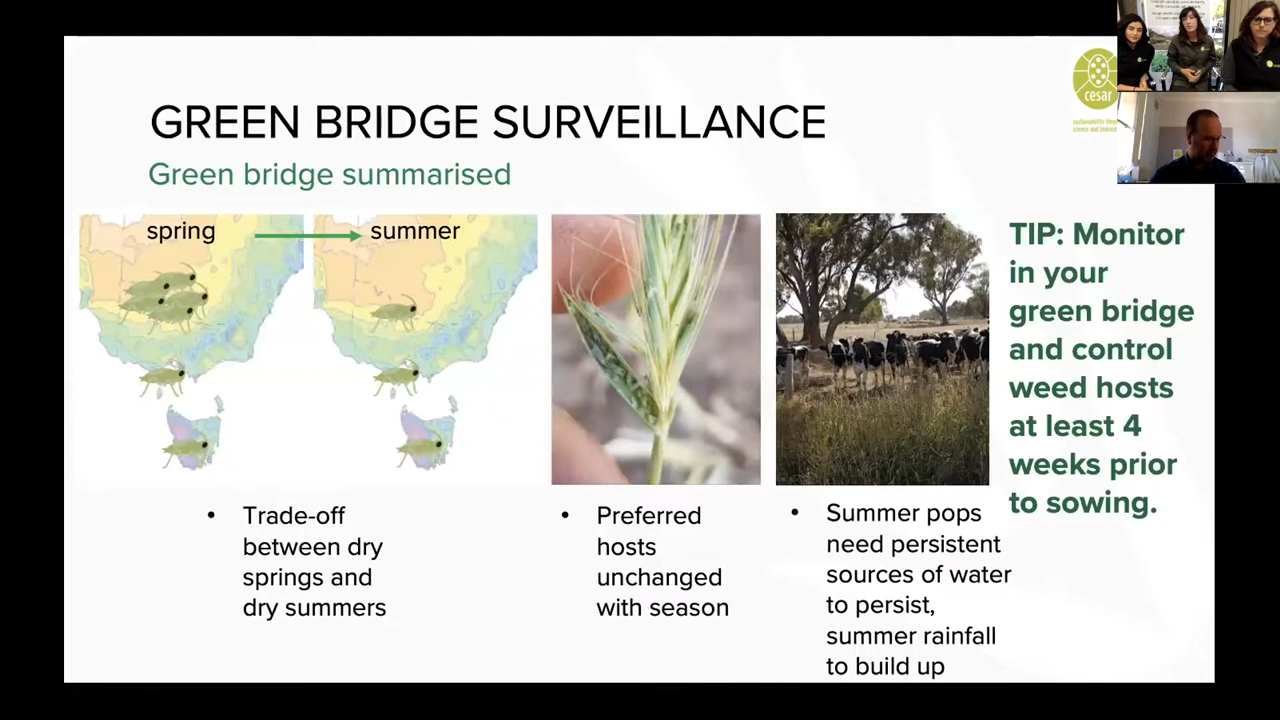 GREEN BRIDGE SURVEILLANCE
Green bridge summarised
cesar
spring
summer
TIP: Monitor
in your
green bridge
and control
weed hosts
at least 4
weeks prior
to sowing.
• Trade-off
between dry
springs and
dry summers
• Preferred
hosts
unchanged
with season
• Summer pops
need persistent
sources of water
to persist,
summer rainfall
to build up